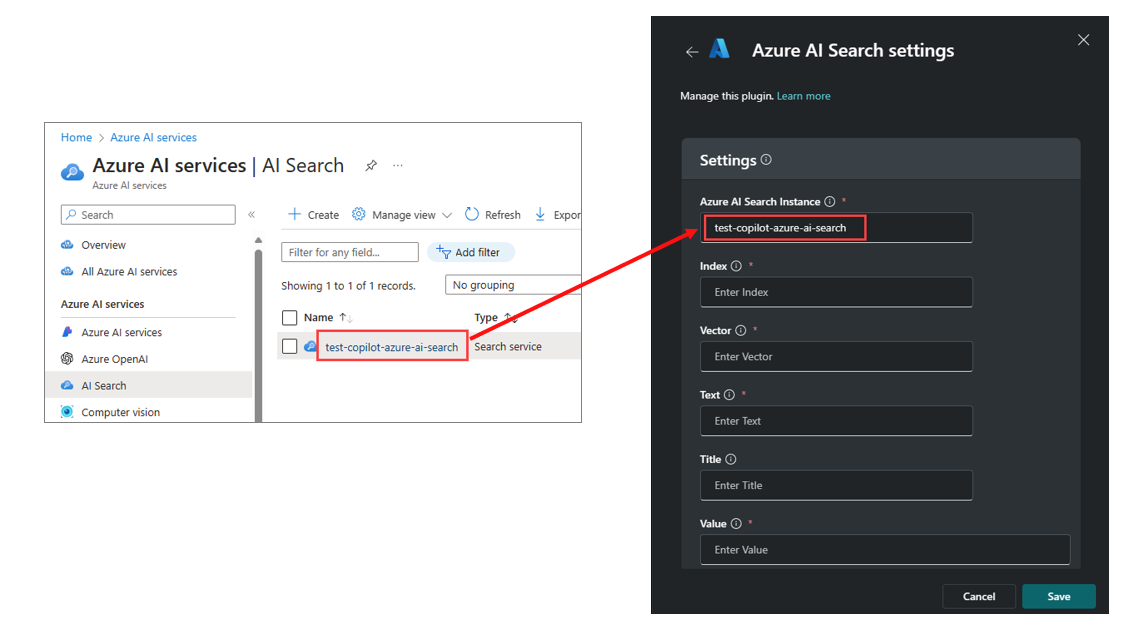 Home > Azure AI services
Azure AI services | AI Search
Azure AI services
Search
Overview
All Azure AI services
Azure AI services
Azure AI services
Azure OpenAI
AI Search
Computer vision
Create Manage view Refresh Expor
Filter for any field... Add filter
Showing 1 to 1 of 1 records. No grouping
Name Type
test-copilot-azure-ai-search Search service
Azure AI Search settings
Manage this plugin. Learn more
Settings
Azure AI Search Instance *
test-copilot-azure-ai-search
Index *
Enter Index
Vector *
Enter Vector
Text *
Enter Text
Title
Enter Title
Value *
Enter Value
Cancel Save